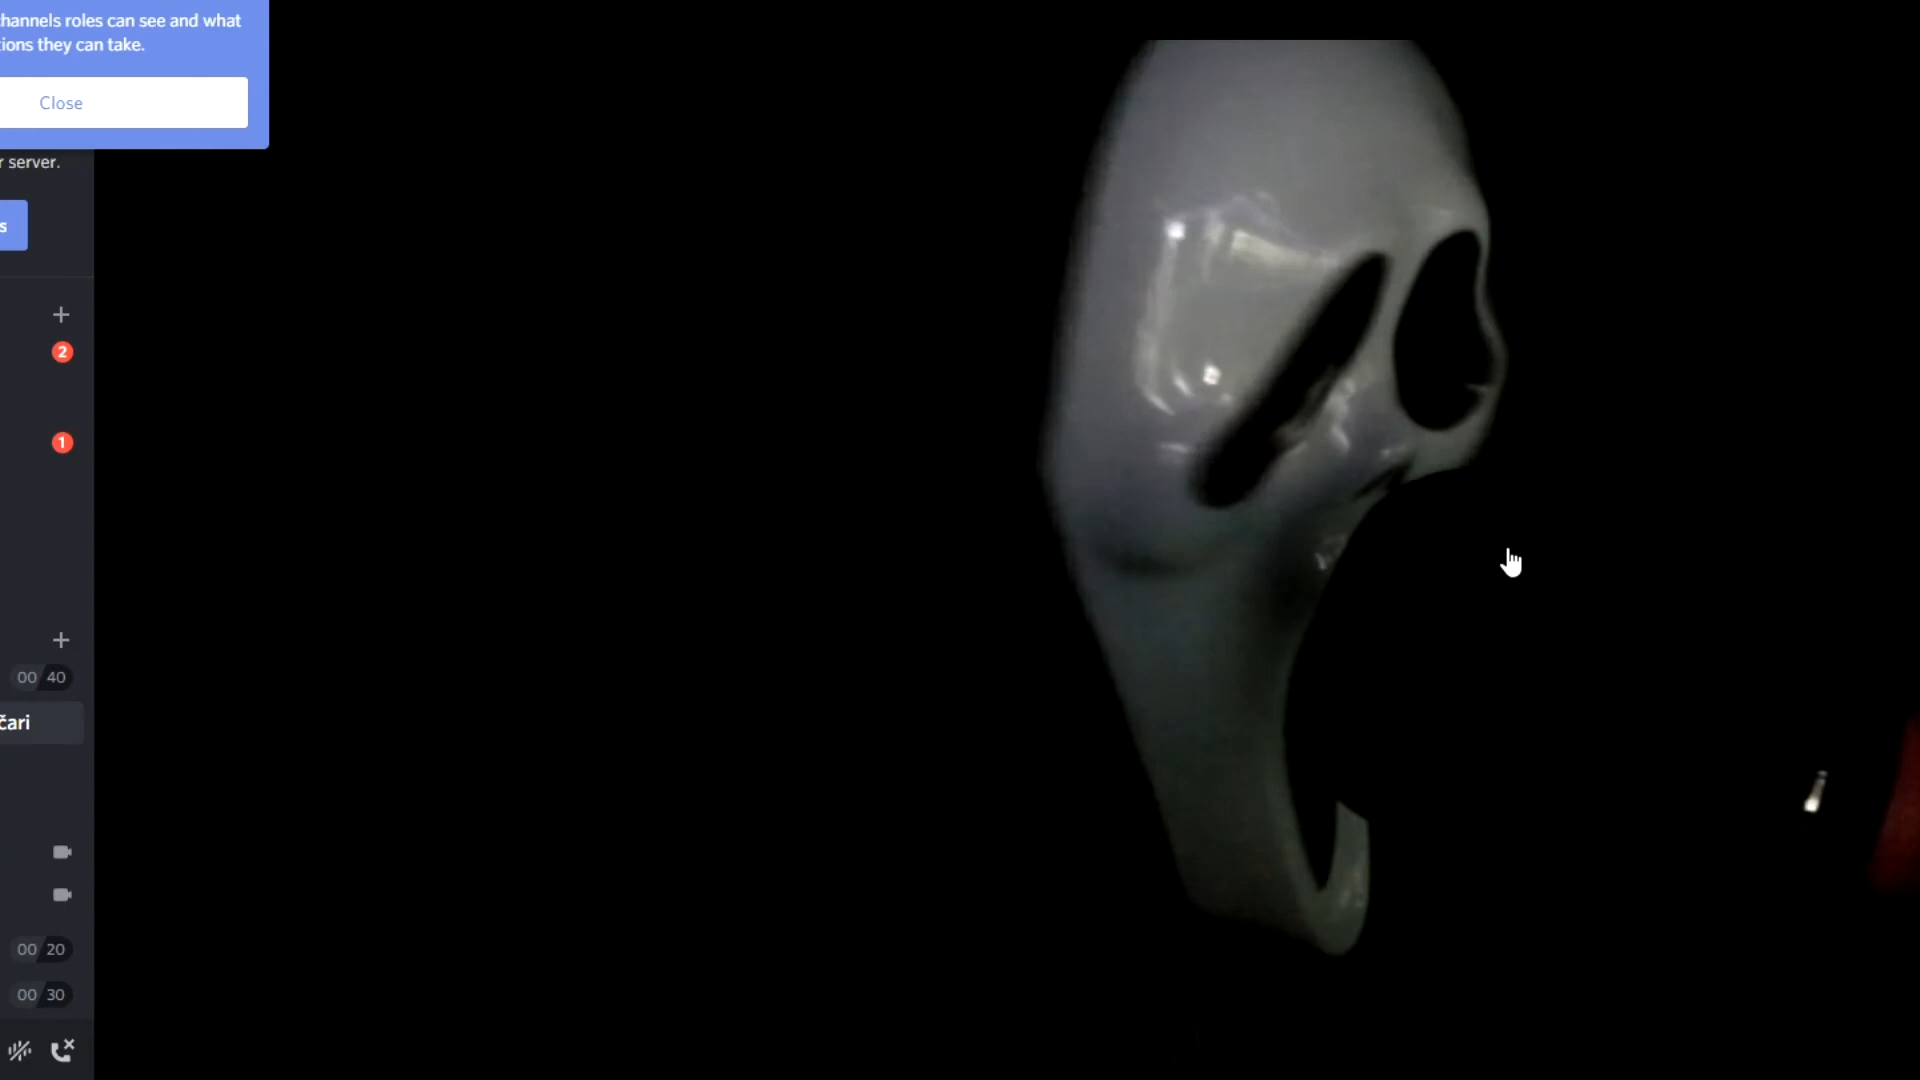 hannels roles can see and what
ions they can take.
Close
r server.
s
2
1
00 40
čari
00 20
00 30